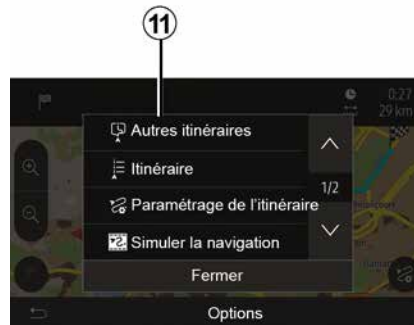 11
0:27
29 km
Autres itinéraires
Itinéraire
1/2
Paramétrage de l'itinéraire
Simuler la navigation
Fermer
Options